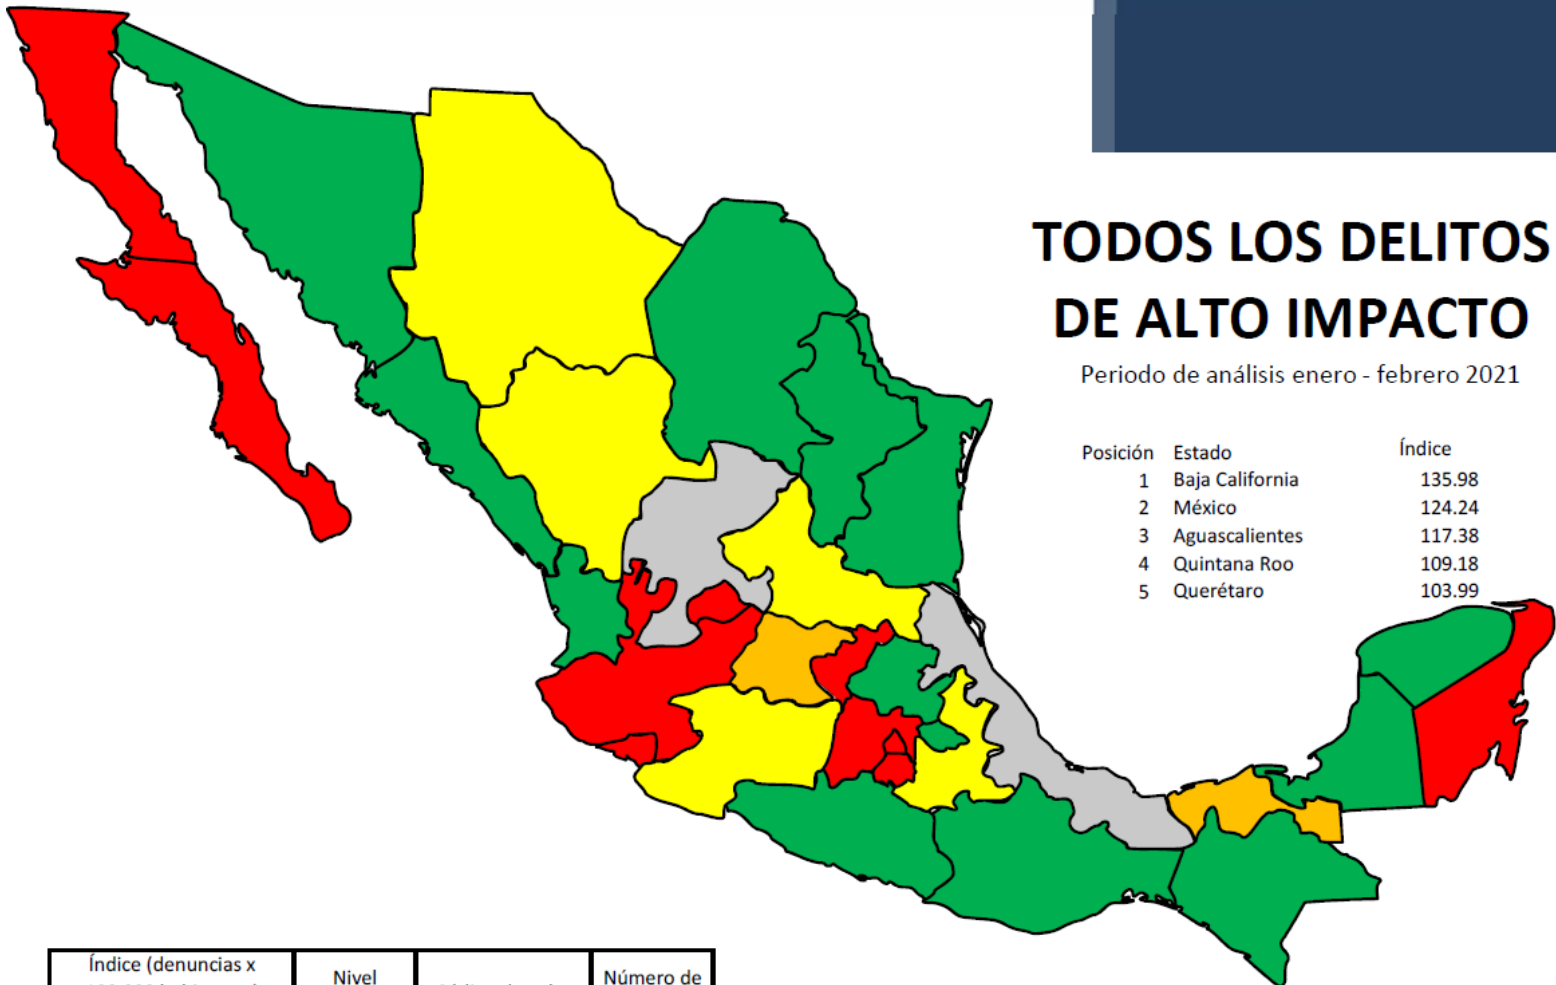 TODOS LOS DELITOS
DE ALTO IMPACTO
Periodo de análisis enero - febrero 2021
Posición Estado Índice
1 Baja California 135.98
2 México 124.24
3 Aguascalientes 117.38
4 Quintana Roo 109.18
5 Querétaro 103.99
Índice (denuncias x
Nivel
Número de